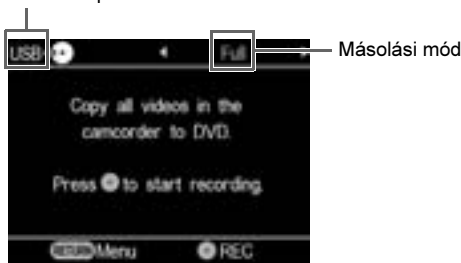 USB
Full
Másolási mód
Copy all videos in the
camcorder to DVD.
Press to start recording.
Menu
REC